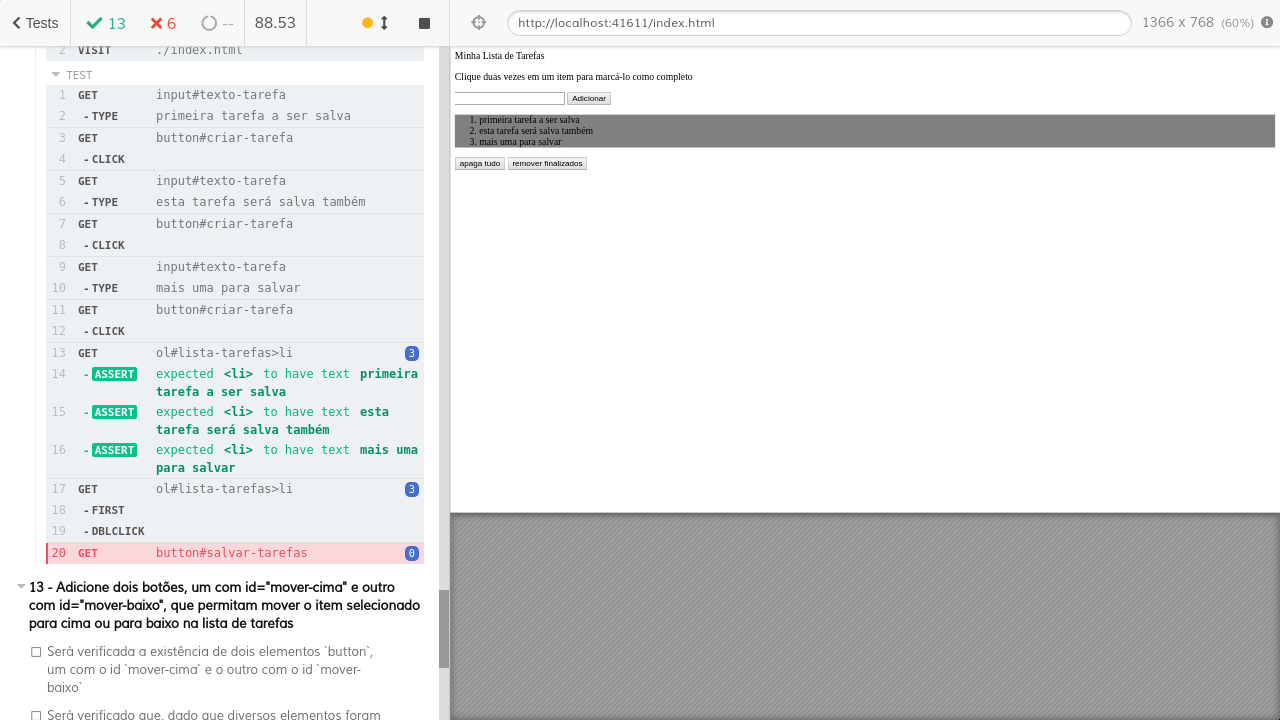 Tests
13
6
--
88.53
http://localhost:41611/index.html
1366 x 768 (60%)
2 VISIT ./index.html
TEST
1 GET input#texto-tarefa
2 -TYPE primeira tarefa a ser salva
3 GET button#criar-tarefa
4 -CLICK
5 GET input#texto-tarefa
6 -TYPE esta tarefa será salva também
7 GET button#criar-tarefa
8 -CLICK
9 GET input#texto-tarefa
10 -TYPE mais uma para salvar
11 GET button#criar-tarefa
12 -CLICK
13 GET ol#lista-tarefas>li 3
14 -ASSERT expected <li> to have text primeira
tarefa a ser salva
15 -ASSERT expected <li> to have text esta
tarefa será salva também
16 -ASSERT expected <li> to have text mais uma
para salvar
17 GET ol#lista-tarefas>li 3
18 -FIRST
19 -DBLCLICK
20 GET button#salvar-tarefas 0
13 - Adicione dois botões, um com id="mover-cima" e outro
com id="mover-baixo", que permitam mover o item selecionado
para cima ou para baixo na lista de tarefas
Será verificada a existência de dois elementos `button`,
um com o id `mover-cima` e o outro com o id `mover-
baixo`
Será verificado que, dado que diversos elementos foram
Minha Lista de Tarefas
Clique duas vezes em um item para marcá-lo como completo
Adicionar
1. primeira tarefa a ser salva
2. esta tarefa será salva também
3. mais uma para salvar
apaga tudo remover finalizados